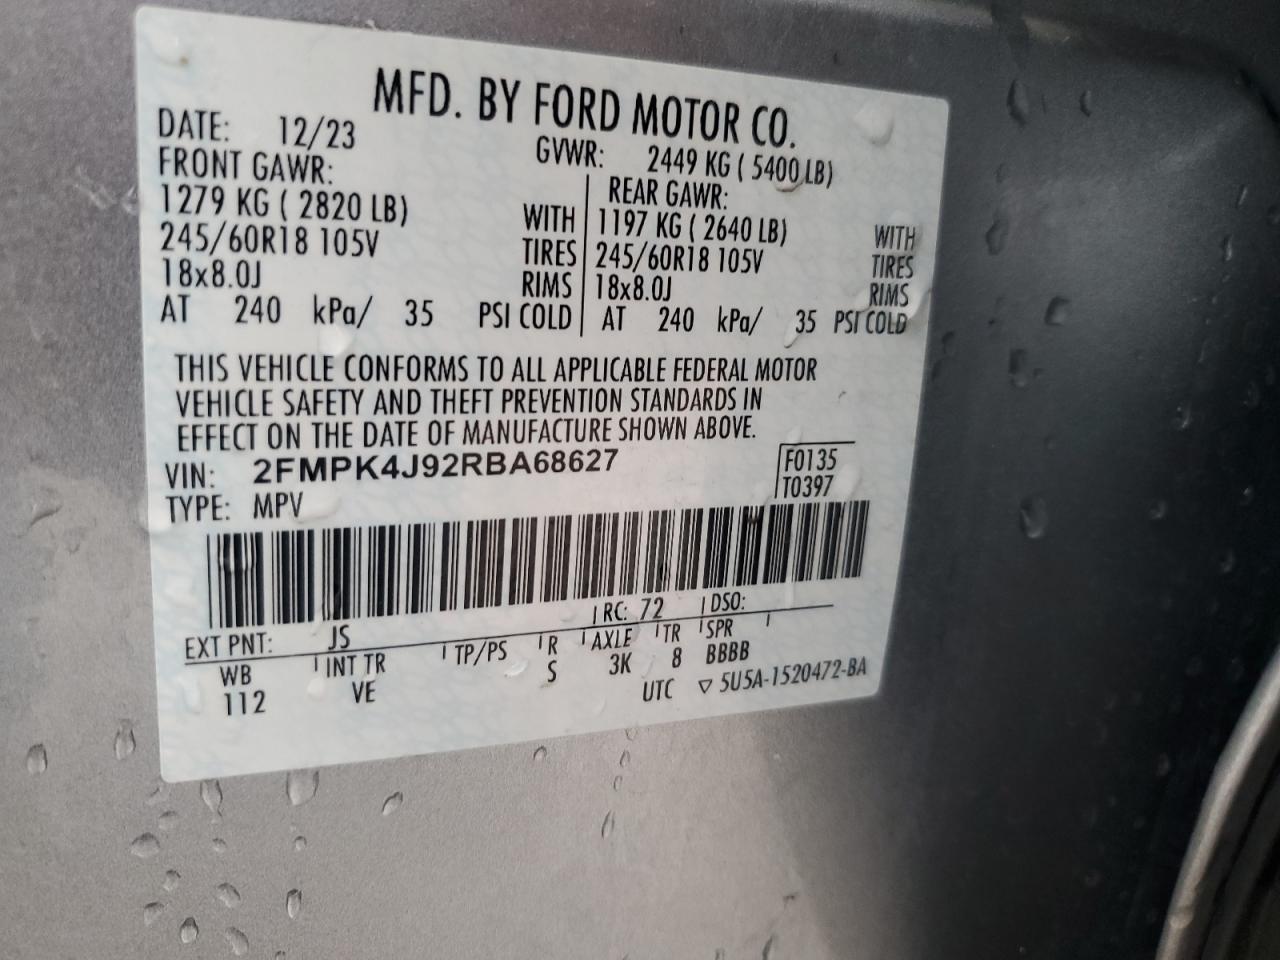 MFD. BY FORD MOTOR CO.
DATE: 12/23
GVWR: 2449 KG ( 5400 LB)
FRONT GAWR:
1279 KG ( 2820 LB) WITH
245/60R18 105V TIRES
18x8.0J RIMS
AT 240 kPa/ 35 PSI COLD
REAR GAWR:
1197 KG ( 2640 LB) WITH
245/60R18 105V TIRES
18x8.0J RIMS
AT 240 kPa/ 35 PSI COLD
THIS VEHICLE CONFORMS TO ALL APPLICABLE FEDERAL MOTOR
VEHICLE SAFETY AND THEFT PREVENTION STANDARDS IN
EFFECT ON THE DATE OF MANUFACTURE SHOWN ABOVE.
VIN: 2FMPK4J92RBA68627
TYPE: MPV
F0135
T0397
EXT PNT: JS RC: 72 DSO:
WB INT TR TP/PS R AXLE TR SPR
112 VE S 3K 8 BBBB
UTC ▽ 5U5A-1520472-BA